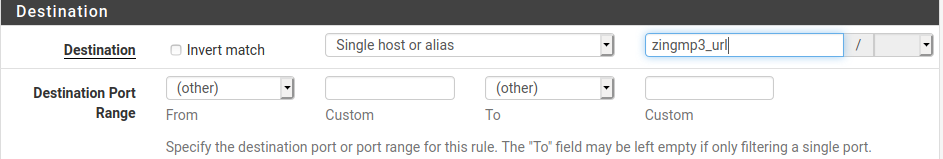 Destination
Destination Invert match Single host or alias zingmp3_url /
Destination Port Range (other) (other)
From Custom To Custom
Specify the destination port or port range for this rule. The "To" field may be left empty if only filtering a single port.